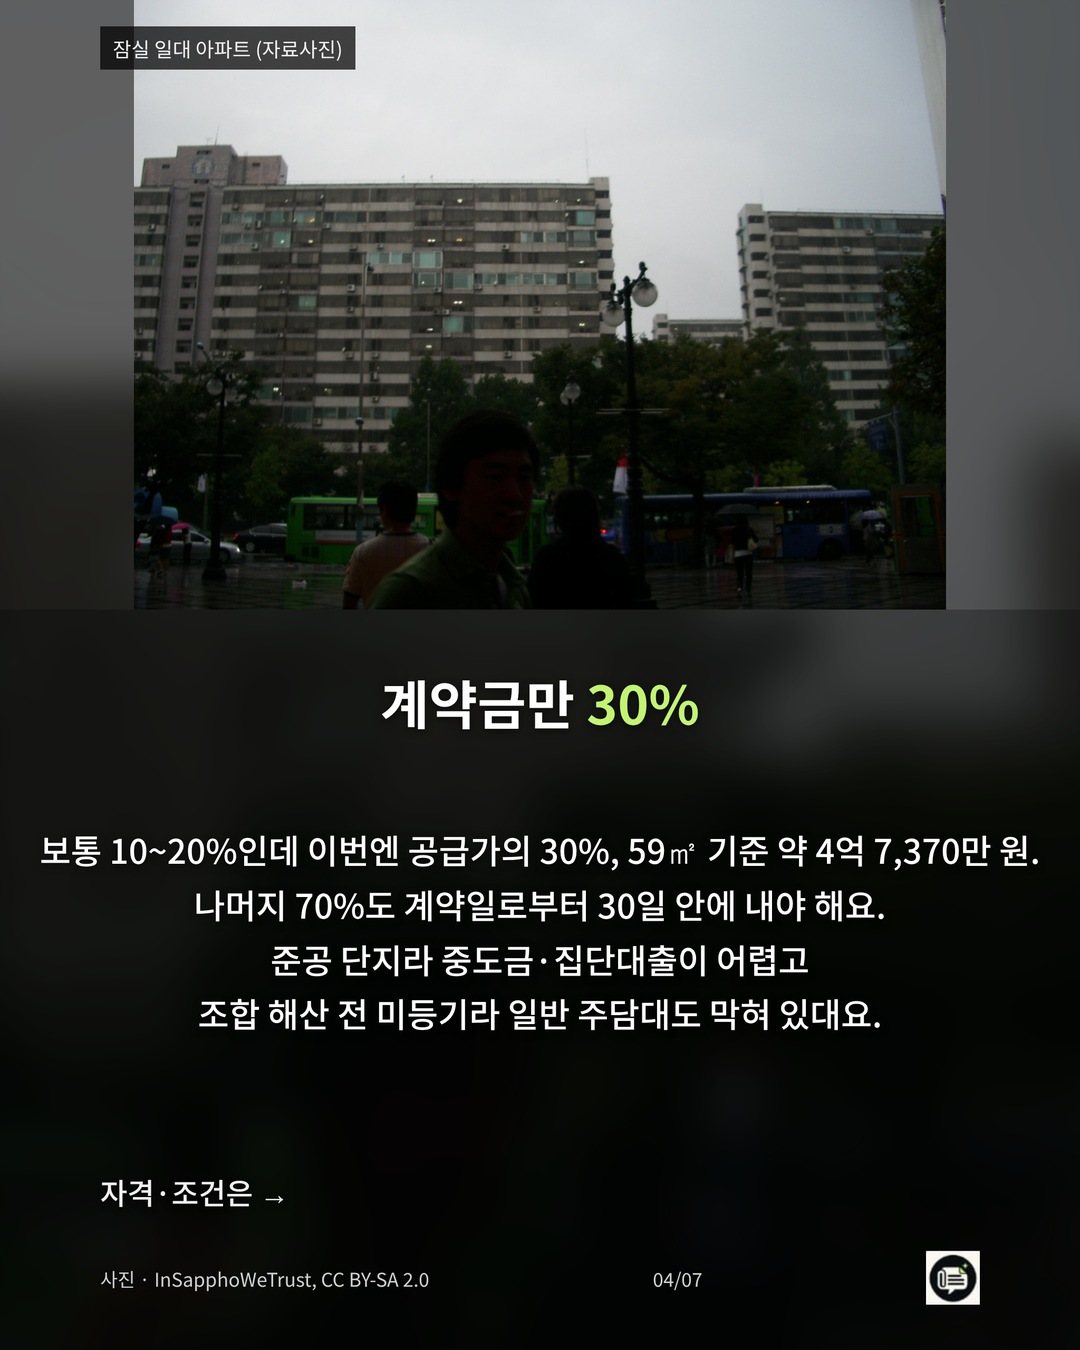 잠실 일대 아파트 (자료사진)
계약금만 30%
보통 10~20%인데 이번엔 공급가의 30%, 59㎡ 기준 약 4억 7,370만 원.
나머지 70%도 계약일로부터 30일 안에 내야 해요.
준공 단지라 중도금·집단대출이 어렵고
조합 해산 전 미등기라 일반 주담대도 막혀 있대요.
자격·조건은 →
사진 · InSapphoWeTrust, CC BY-SA 2.0
04/07